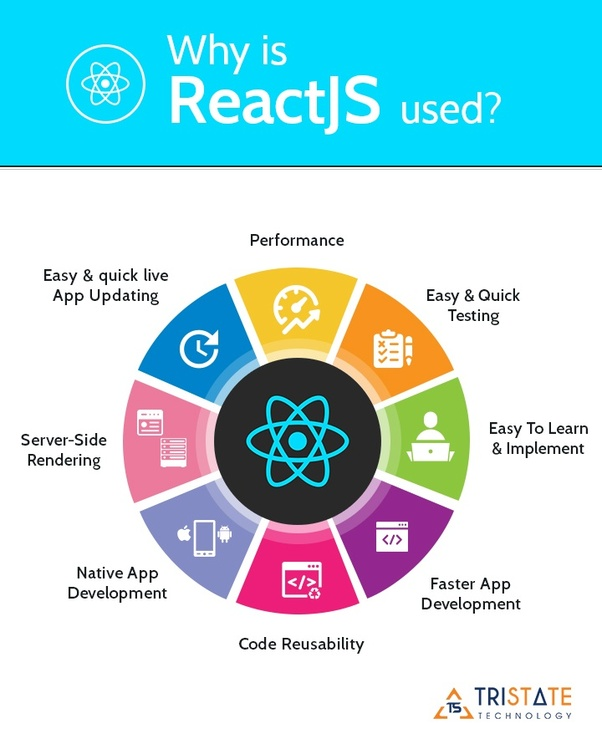 Why is
ReactJS used?
Performance
Easy & Quick
Testing
Easy To Learn
& Implement
Faster App
Development
Code Reusability
Native App
Development
Server-Side
Rendering
Easy & quick live
App Updating
</>
</>
TS
TRISTATE
TECHNOLOGY